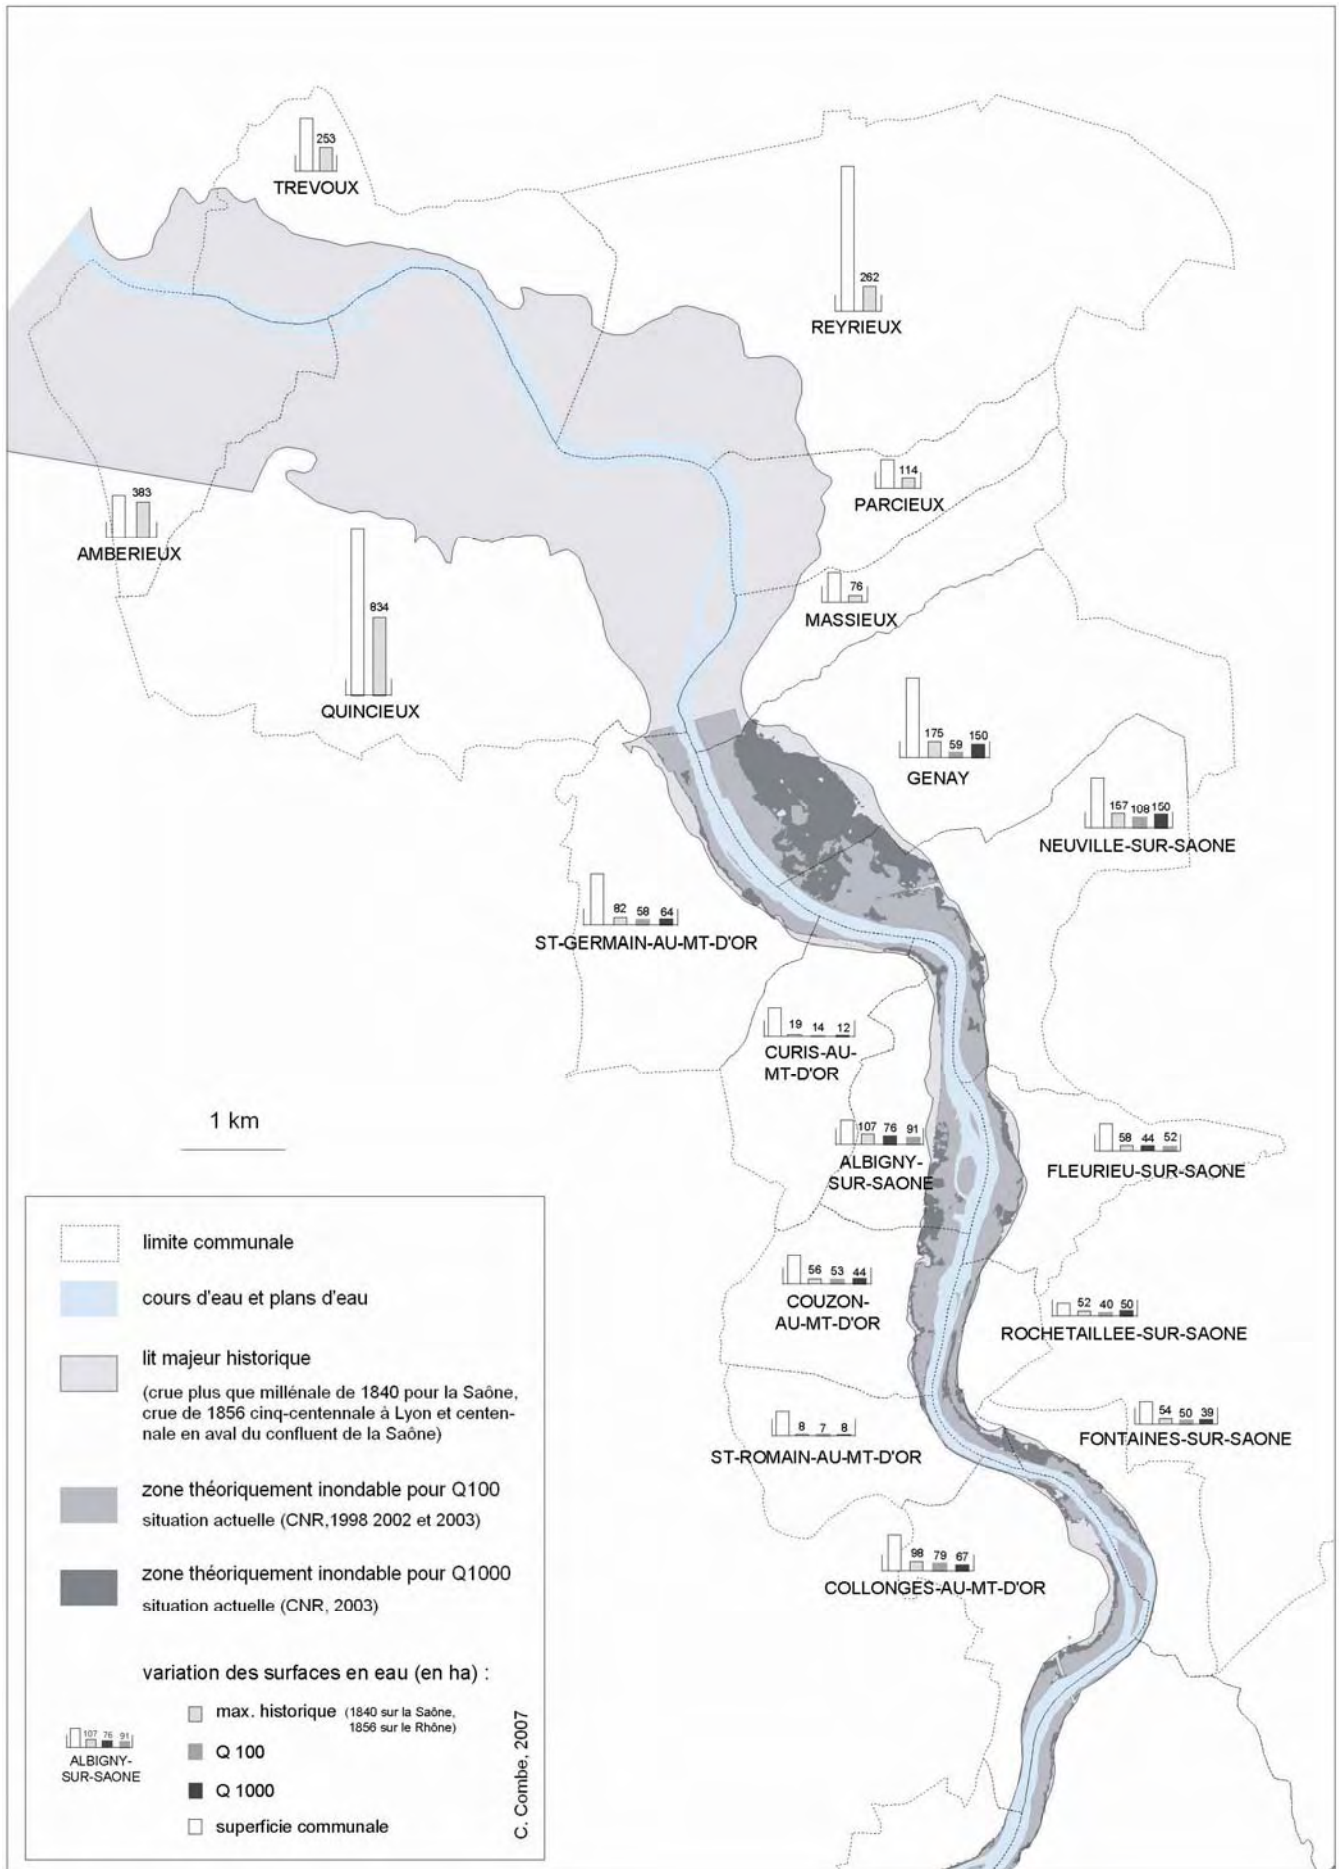 253
TREVOUX
262
REYRIEUX
114
PARCIEUX
383
AMBERIEUX
76
MASSIEUX
834
QUINCIEUX
175 59 150
GENAY
157 108 150
NEUVILLE-SUR-SAONE
82 58 64
ST-GERMAIN-AU-MT-D'OR
19 14 12
CURIS-AU-
MT-D'OR
1 km
107 76 91
ALBIGNY-
SUR-SAONE
58 44 52
FLEURIEU-SUR-SAONE
56 53 44
COUZON-
AU-MT-D'OR
52 40 50
ROCHETAILLEE-SUR-SAONE
8 7 8
ST-ROMAIN-AU-MT-D'OR
54 50 39
FONTAINES-SUR-SAONE
98 79 67
COLLONGES-AU-MT-D'OR
limite communale
cours d'eau et plans d'eau
lit majeur historique
(crue plus que millénale de 1840 pour la Saône,
crue de 1856 cinq-centennale à Lyon et centen-
nale en aval du confluent de la Saône)
zone théoriquement inondable pour Q100
situation actuelle (CNR,1998 2002 et 2003)
zone théoriquement inondable pour Q1000
situation actuelle (CNR, 2003)
variation des surfaces en eau (en ha) :
max. historique (1840 sur la Saône,
1856 sur le Rhône)
Q 100
Q 1000
superficie communale
107 76 91
ALBIGNY-
SUR-SAONE
C. Combe, 2007